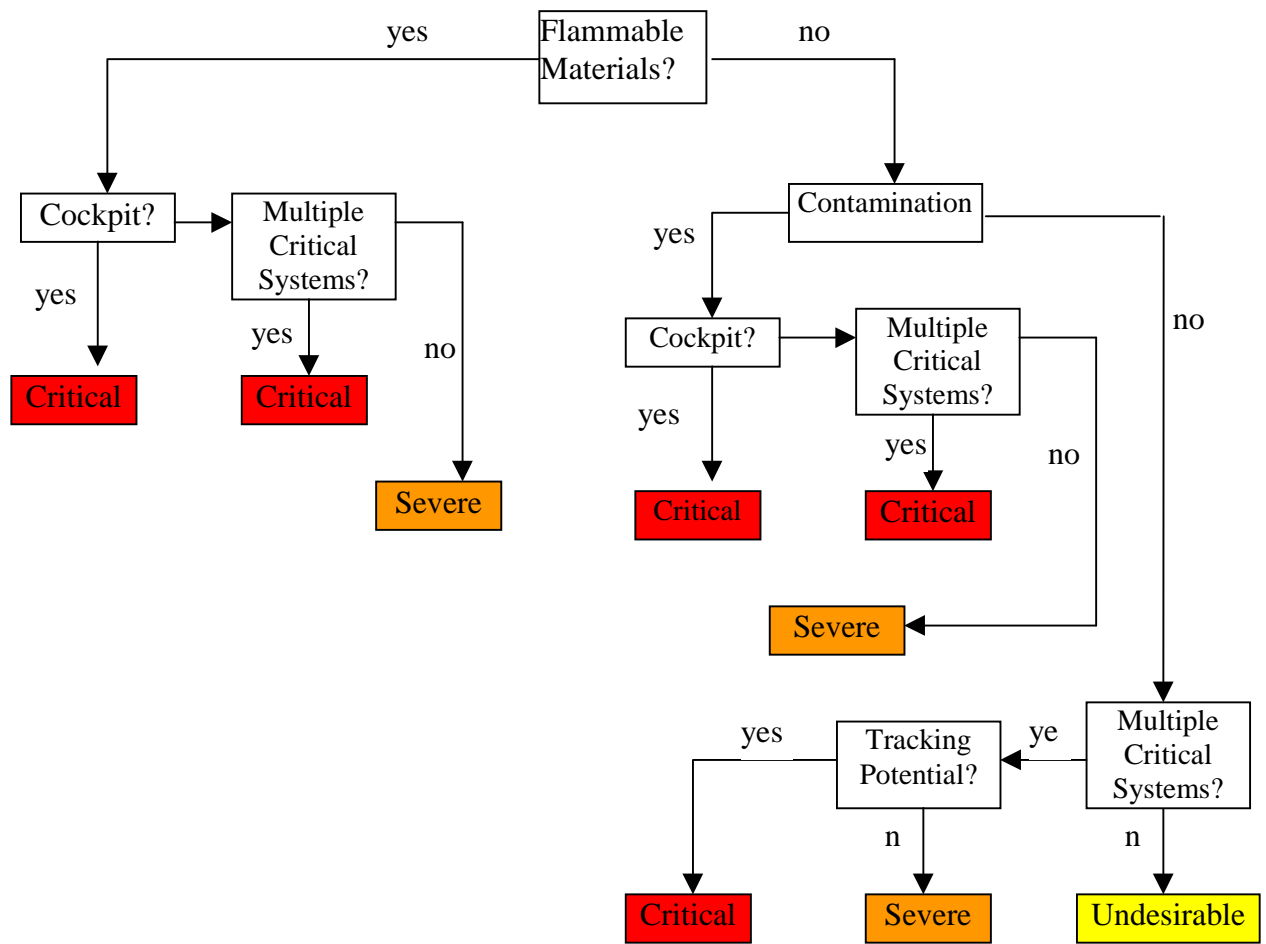 yes
Flammable
Materials?
no
Cockpit?
Multiple
Critical
Systems?
yes
yes
no
Critical
Critical
Severe
Contamination
yes
no
Cockpit?
Multiple
Critical
Systems?
yes
yes
no
Critical
Critical
Severe
Multiple
Critical
Systems?
ye
Tracking
Potential?
yes
n
n
Critical
Severe
Undesirable